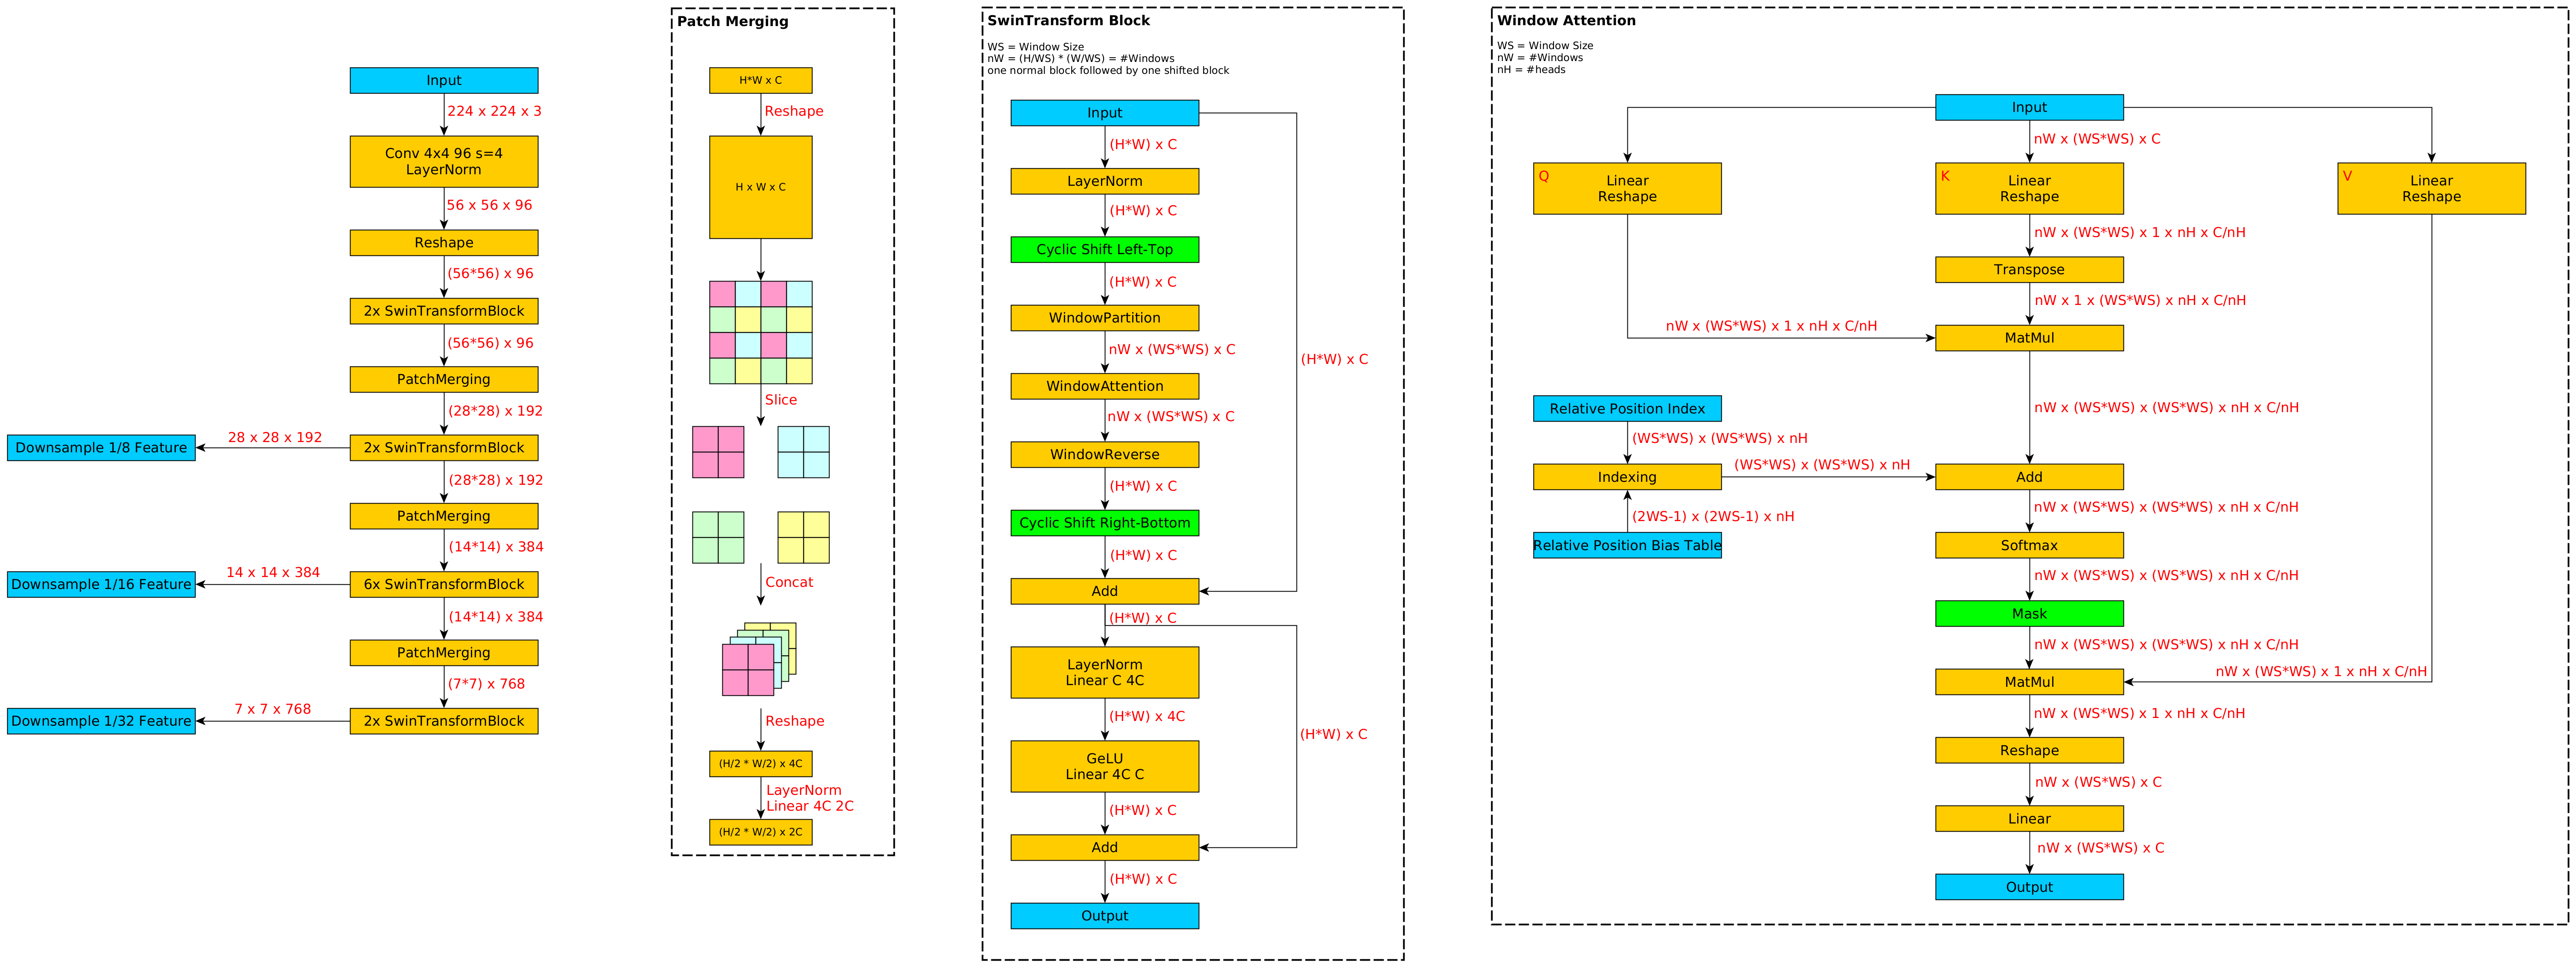 Input
224 x 224 x 3
Conv 4x4 96 s=4
LayerNorm
56 x 56 x 96
Reshape
(56*56) x 96
2x SwinTransformBlock
(56*56) x 96
PatchMerging
(28*28) x 192
Downsample 1/8 Feature
28 x 28 x 192
2x SwinTransformBlock
(28*28) x 192
PatchMerging
(14*14) x 384
Downsample 1/16 Feature
14 x 14 x 384
6x SwinTransformBlock
(14*14) x 384
PatchMerging
(7*7) x 768
Downsample 1/32 Feature
7 x 7 x 768
2x SwinTransformBlock
Patch Merging
H*W x C
Reshape
H x W x C
Slice
Concat
Reshape
(H/2 * W/2) x 4C
LayerNorm
Linear 4C 2C
(H/2 * W/2) x 2C
SwinTransform Block
WS = Window Size
nW = (H/WS) * (W/WS) = #Windows
one normal block followed by one shifted block
Input
(H*W) x C
LayerNorm
(H*W) x C
Cyclic Shift Left-Top
(H*W) x C
WindowPartition
nW x (WS*WS) x C
(H*W) x C
WindowAttention
nW x (WS*WS) x C
WindowReverse
(H*W) x C
Cyclic Shift Right-Bottom
(H*W) x C
Add
(H*W) x C
LayerNorm
Linear C 4C
(H*W) x 4C
(H*W) x C
GeLU
Linear 4C C
(H*W) x C
Add
(H*W) x C
Output
Window Attention
WS = Window Size
nW = #Windows
nH = #heads
Input
nW x (WS*WS) x C
Q
Linear
Reshape
K
Linear
Reshape
V
Linear
Reshape
nW x (WS*WS) x 1 x nH x C/nH
Transpose
nW x 1 x (WS*WS) x nH x C/nH
nW x (WS*WS) x 1 x nH x C/nH
MatMul
nW x (WS*WS) x (WS*WS) x nH x C/nH
Relative Position Index
(WS*WS) x (WS*WS) x nH
Indexing
(WS*WS) x (WS*WS) x nH
Add
(2WS-1) x (2WS-1) x nH
Relative Position Bias Table
nW x (WS*WS) x (WS*WS) x nH x C/nH
Softmax
nW x (WS*WS) x (WS*WS) x nH x C/nH
Mask
nW x (WS*WS) x (WS*WS) x nH x C/nH
nW x (WS*WS) x 1 x nH x C/nH
MatMul
nW x (WS*WS) x 1 x nH x C/nH
Reshape
nW x (WS*WS) x C
Linear
nW x (WS*WS) x C
Output